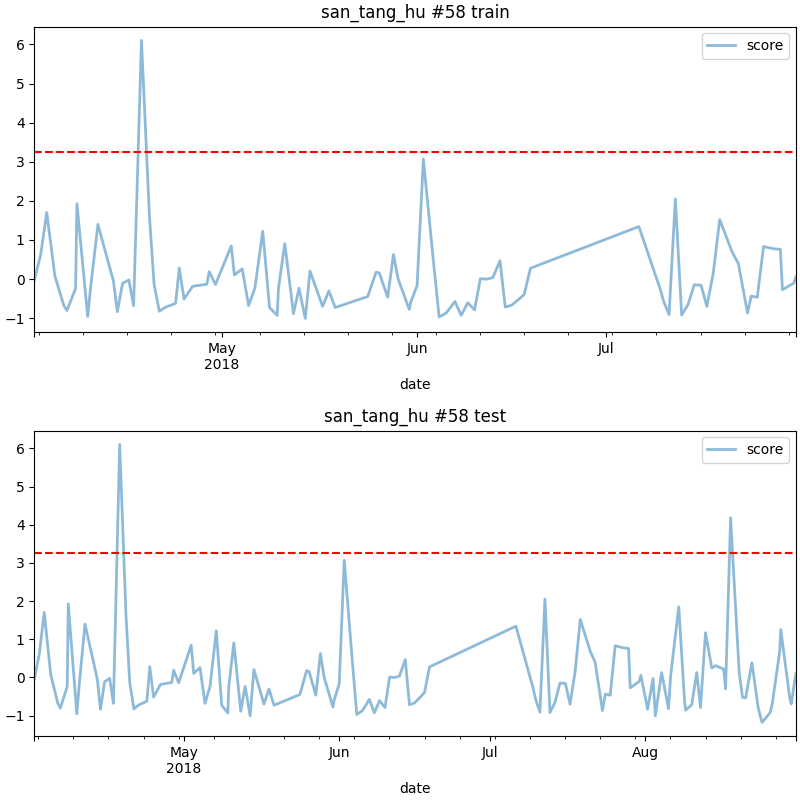 san_tang_hu #58 train
score
6
5
4
3
2
1
0
−1
May
2018
Jun
Jul
date
san_tang_hu #58 test
score
6
5
4
3
2
1
0
−1
May
2018
Jun
Jul
Aug
date